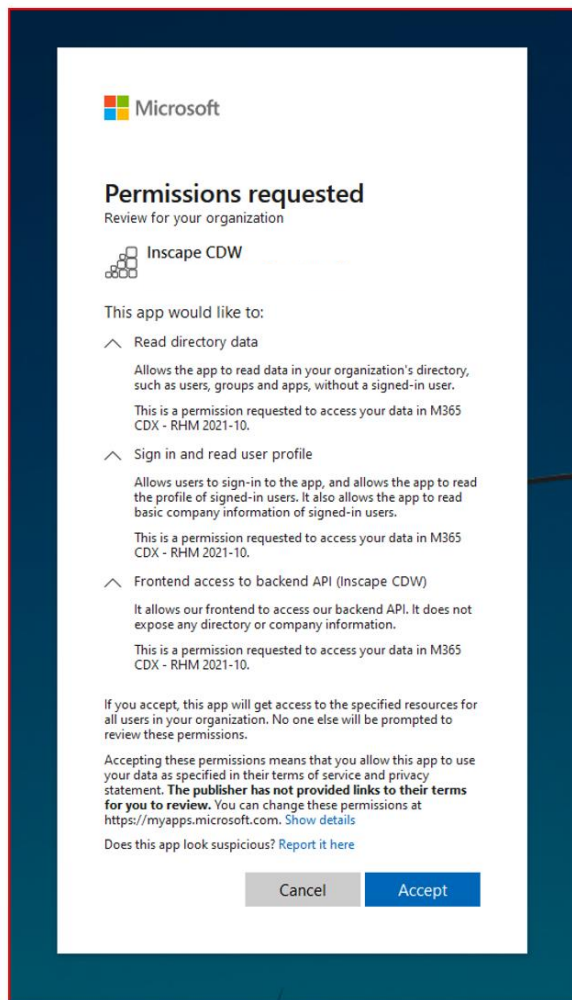 Microsoft
Permissions requested
Review for your organization
Inscape CDW
This app would like to:
Read directory data
Allows the app to read data in your organization's directory,
such as users, groups and apps, without a signed-in user.
This is a permission requested to access your data in M365
CDX - RHM 2021-10.
Sign in and read user profile
Allows users to sign-in to the app, and allows the app to read
the profile of signed-in users. It also allows the app to read
basic company information of signed-in users.
This is a permission requested to access your data in M365
CDX - RHM 2021-10.
Frontend access to backend API (Inscape CDW)
It allows our frontend to access our backend API. It does not
expose any directory or company information.
This is a permission requested to access your data in M365
CDX - RHM 2021-10.
If you accept, this app will get access to the specified resources for
all users in your organization. No one else will be prompted to
review these permissions.
Accepting these permissions means that you allow this app to use
your data as specified in their terms of service and privacy
statement. The publisher has not provided links to their terms
for you to review. You can change these permissions at
https://myapps.microsoft.com. Show details
Does this app look suspicious? Report it here
Cancel Accept